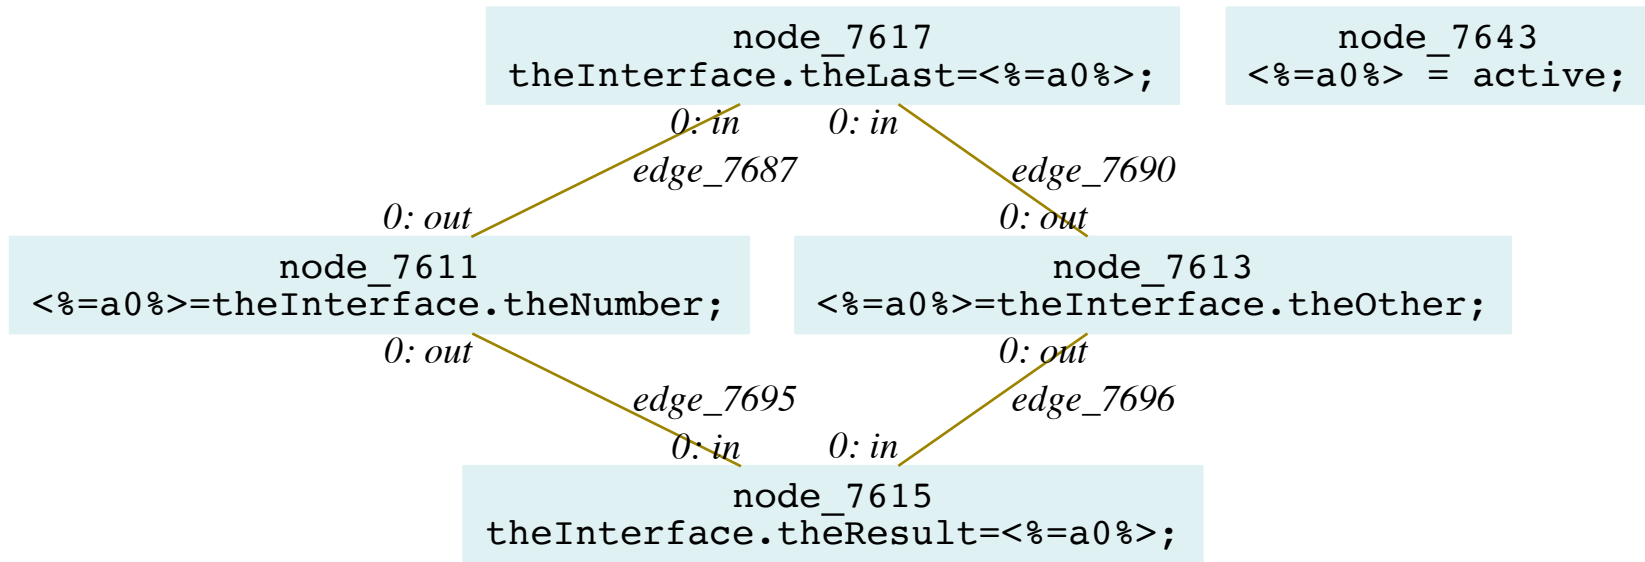 node_7617
theInterface.theLast=<%=a0%>;
node_7643
<%=a0%> = active;
0: in
0: in
edge_7687
edge_7690
0: out
0: out
node_7611
<%=a0%>=theInterface.theNumber;
node_7613
<%=a0%>=theInterface.theOther;
0: out
0: out
edge_7695
edge_7696
0: in
0: in
node_7615
theInterface.theResult=<%=a0%>;